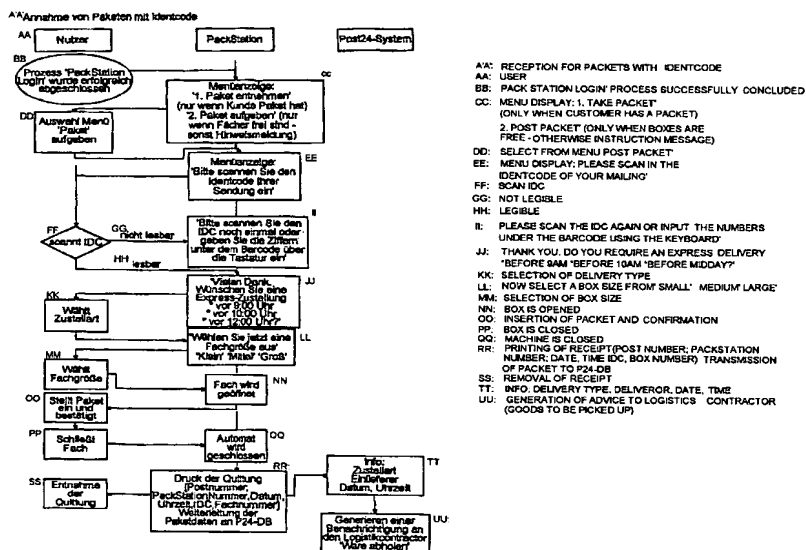 A'A' Annahme von Paketen mit Identcode
AA Nutzer
PackStation
Post24-System
BB
Prozess 'PackStation
Login' wurde erfolgreich
abgeschlossen
CC
Menüanzeige:
'1. Paket entnehmen'
(nur wenn Kunde Paket hat)
'2. Paket aufgeben' (nur
wenn Fächer frei sind -
sonst Hinweismeldung)
DD
Auswahl Menü
'Paket'
aufgeben
EE
Menüanzeige:
'Bitte scannen Sie den
Identcode Ihrer
Sendung ein'
FF
scannt IDC
GG nicht lesbar
HH lesbar
II
'Bitte scannen Sie den
IDC noch einmal oder
geben Sie die Ziffern
unter dem Barcode über
die Tastatur ein'
JJ
'Vielen Dank.
Wünschen Sie eine
Express-Zustellung
* vor 9:00 Uhr
* vor 10:00 Uhr
* vor 12:00 Uhr?'
KK
Wählt
Zustellart
LL
'Wählen Sie jetzt eine
Fachgröße aus'
'Klein' 'Mittel' 'Groß'
MM
Wählt
Fachgröße
NN
Fach wird
geöffnet
OO
Stellt Paket
ein und
bestätigt
PP
Schließt
Fach
QQ
Automat
wird
geschlossen
RR:
Druck der Quittung
(Postnummer,
PackStationNummer,Datum,
Uhrzeit,IDC,Fachnummer)
Weiterleitung der
Paketdaten an P24-DB
SS
Entnahme
der
Quittung
TT
Info:
Zustellart
Einlieferer
Datum, Uhrzeit
UU:
Generieren einer
Benachrichtigung an
den Logistikcontractor
'Ware abholen'
A'A': RECEPTION FOR PACKETS WITH IDENTCODE
AA: USER
BB: PACK STATION LOGIN' PROCESS SUCCESSFULLY CONCLUDED
CC: MENU DISPLAY: 1. TAKE PACKET'
(ONLY WHEN CUSTOMER HAS A PACKET)
2. POST PACKET' (ONLY WHEN BOXES ARE
FREE - OTHERWISE INSTRUCTION MESSAGE)
DD: SELECT FROM MENU POST PACKET'
EE: MENU DISPLAY: PLEASE SCAN IN THE
IDENTCODE OF YOUR MAILING'
FF: SCAN IDC
GG: NOT LEGIBLE
HH: LEGIBLE
II: PLEASE SCAN THE IDC AGAIN OR INPUT THE NUMBERS
UNDER THE BARCODE USING THE KEYBOARD'
JJ: THANK YOU. DO YOU REQUIRE AN EXPRESS DELIVERY
*BEFORE 9AM *BEFORE 10AM *BEFORE MIDDAY?'
KK: SELECTION OF DELIVERY TYPE
LL: NOW SELECT A BOX SIZE FROM' SMALL' MEDIUM' LARGE'
MM: SELECTION OF BOX SIZE
NN: BOX IS OPENED
OO: INSERTION OF PACKET AND CONFIRMATION
PP: BOX IS CLOSED
QQ: MACHINE IS CLOSED
RR: PRINTING OF RECEIPT (POST NUMBER; PACKSTATION
NUMBER; DATE, TIME IDC, BOX NUMBER) TRANSMSSION
OF PACKET TO P24-DB
SS: REMOVAL OF RECEIPT
TT: INFO: DELIVERY TYPE, DELIVEROR, DATE, TIME
UU: GENERATION OF ADVICE TO LOGISTICS CONTRACTOR
(GOODS TO BE PICKED UP)